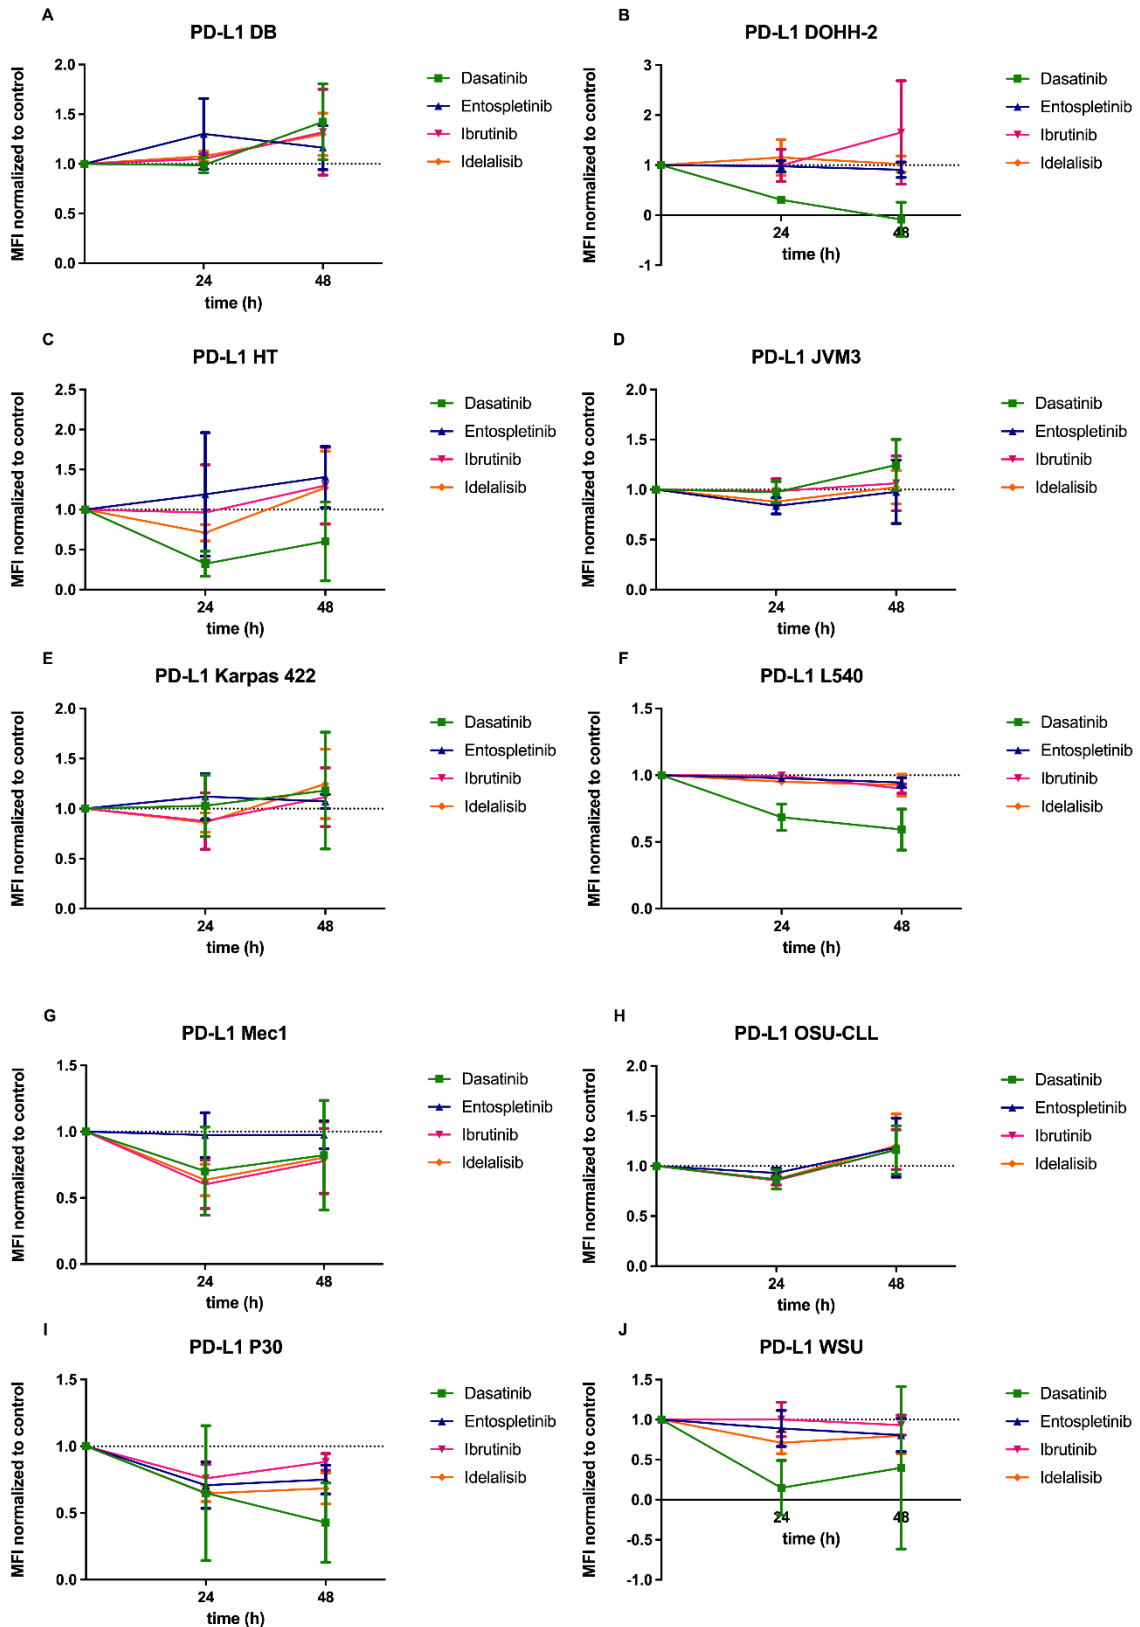 A
PD-L1 DB
MFI normalized to control
2.0
1.5
1.0
0.5
0.0
24
48
time (h)
Dasatinib
Entospletinib
Ibrutinib
Idelalisib
B
PD-L1 DOHH-2
MFI normalized to control
3
2
1
0
-1
24
48
time (h)
Dasatinib
Entospletinib
Ibrutinib
Idelalisib
C
PD-L1 HT
MFI normalized to control
2.5
2.0
1.5
1.0
0.5
0.0
24
48
time (h)
Dasatinib
Entospletinib
Ibrutinib
Idelalisib
D
PD-L1 JVM3
MFI normalized to control
2.0
1.5
1.0
0.5
0.0
24
48
time (h)
Dasatinib
Entospletinib
Ibrutinib
Idelalisib
E
PD-L1 Karpas 422
MFI normalized to control
2.0
1.5
1.0
0.5
0.0
24
48
time (h)
Dasatinib
Entospletinib
Ibrutinib
Idelalisib
F
PD-L1 L540
MFI normalized to control
1.5
1.0
0.5
0.0
24
48
time (h)
Dasatinib
Entospletinib
Ibrutinib
Idelalisib
G
PD-L1 Mec1
MFI normalized to control
1.5
1.0
0.5
0.0
24
48
time (h)
Dasatinib
Entospletinib
Ibrutinib
Idelalisib
H
PD-L1 OSU-CLL
MFI normalized to control
2.0
1.5
1.0
0.5
0.0
24
48
time (h)
Dasatinib
Entospletinib
Ibrutinib
Idelalisib
I
PD-L1 P30
MFI normalized to control
1.5
1.0
0.5
0.0
24
48
time (h)
Dasatinib
Entospletinib
Ibrutinib
Idelalisib
J
PD-L1 WSU
MFI normalized to control
1.5
1.0
0.5
0.0
-0.5
-1.0
24
48
time (h)
Dasatinib
Entospletinib
Ibrutinib
Idelalisib